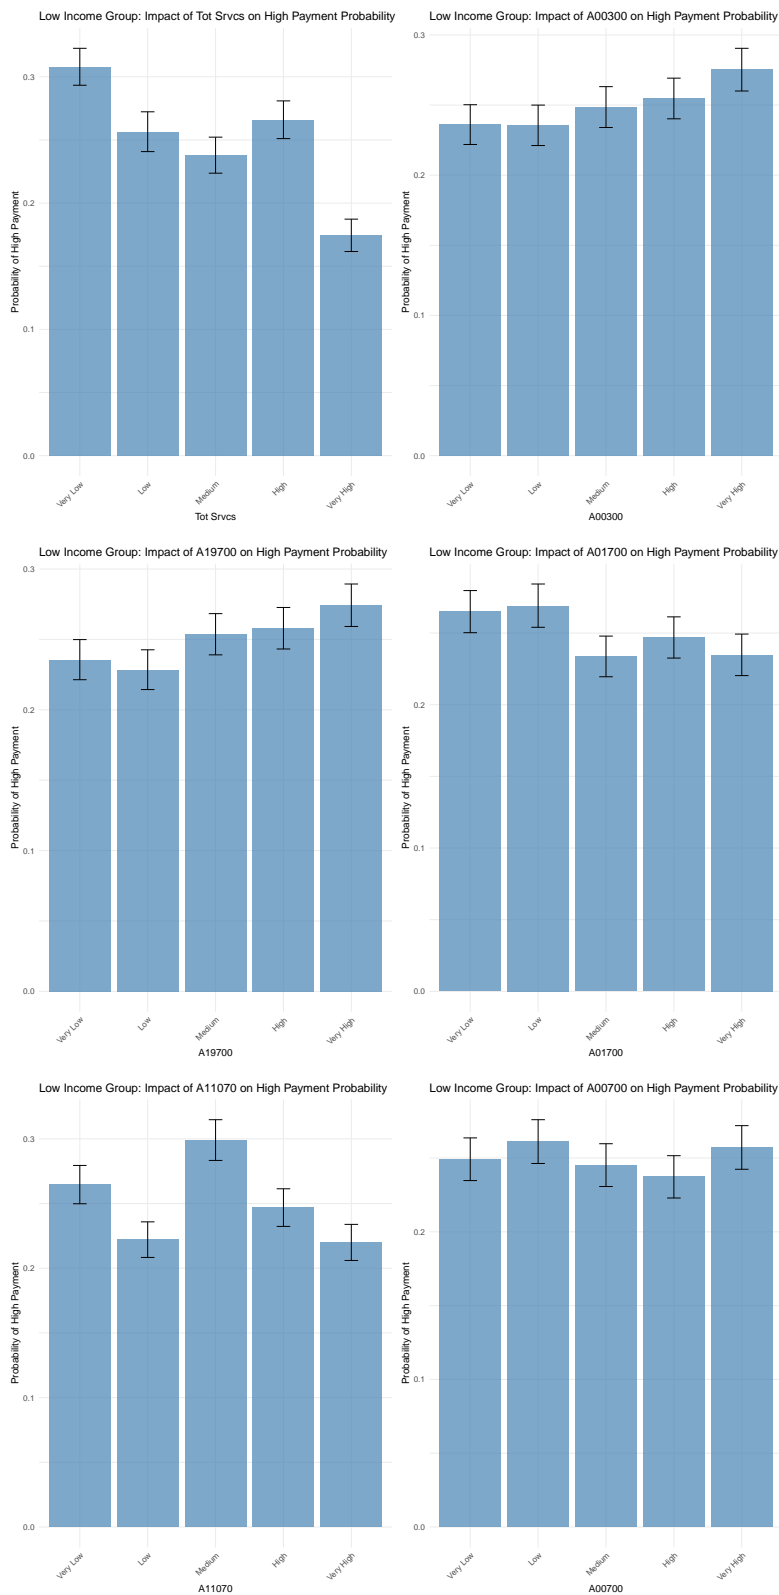 Low Income Group: Impact of Tot Srvcs on High Payment Probability
Probability of High Payment
0.3
0.2
0.1
0.0
Very Low
Low
Medium
High
Very High
Tot Srvcs
Low Income Group: Impact of A00300 on High Payment Probability
Probability of High Payment
0.3
0.2
0.1
0.0
Very Low
Low
Medium
High
Very High
A00300
Low Income Group: Impact of A19700 on High Payment Probability
Probability of High Payment
0.3
0.2
0.1
0.0
Very Low
Low
Medium
High
Very High
A19700
Low Income Group: Impact of A01700 on High Payment Probability
Probability of High Payment
0.2
0.1
0.0
Very Low
Low
Medium
High
Very High
A01700
Low Income Group: Impact of A11070 on High Payment Probability
Probability of High Payment
0.3
0.2
0.1
0.0
Very Low
Low
Medium
High
Very High
A11070
Low Income Group: Impact of A00700 on High Payment Probability
Probability of High Payment
0.2
0.1
0.0
Very Low
Low
Medium
High
Very High
A00700